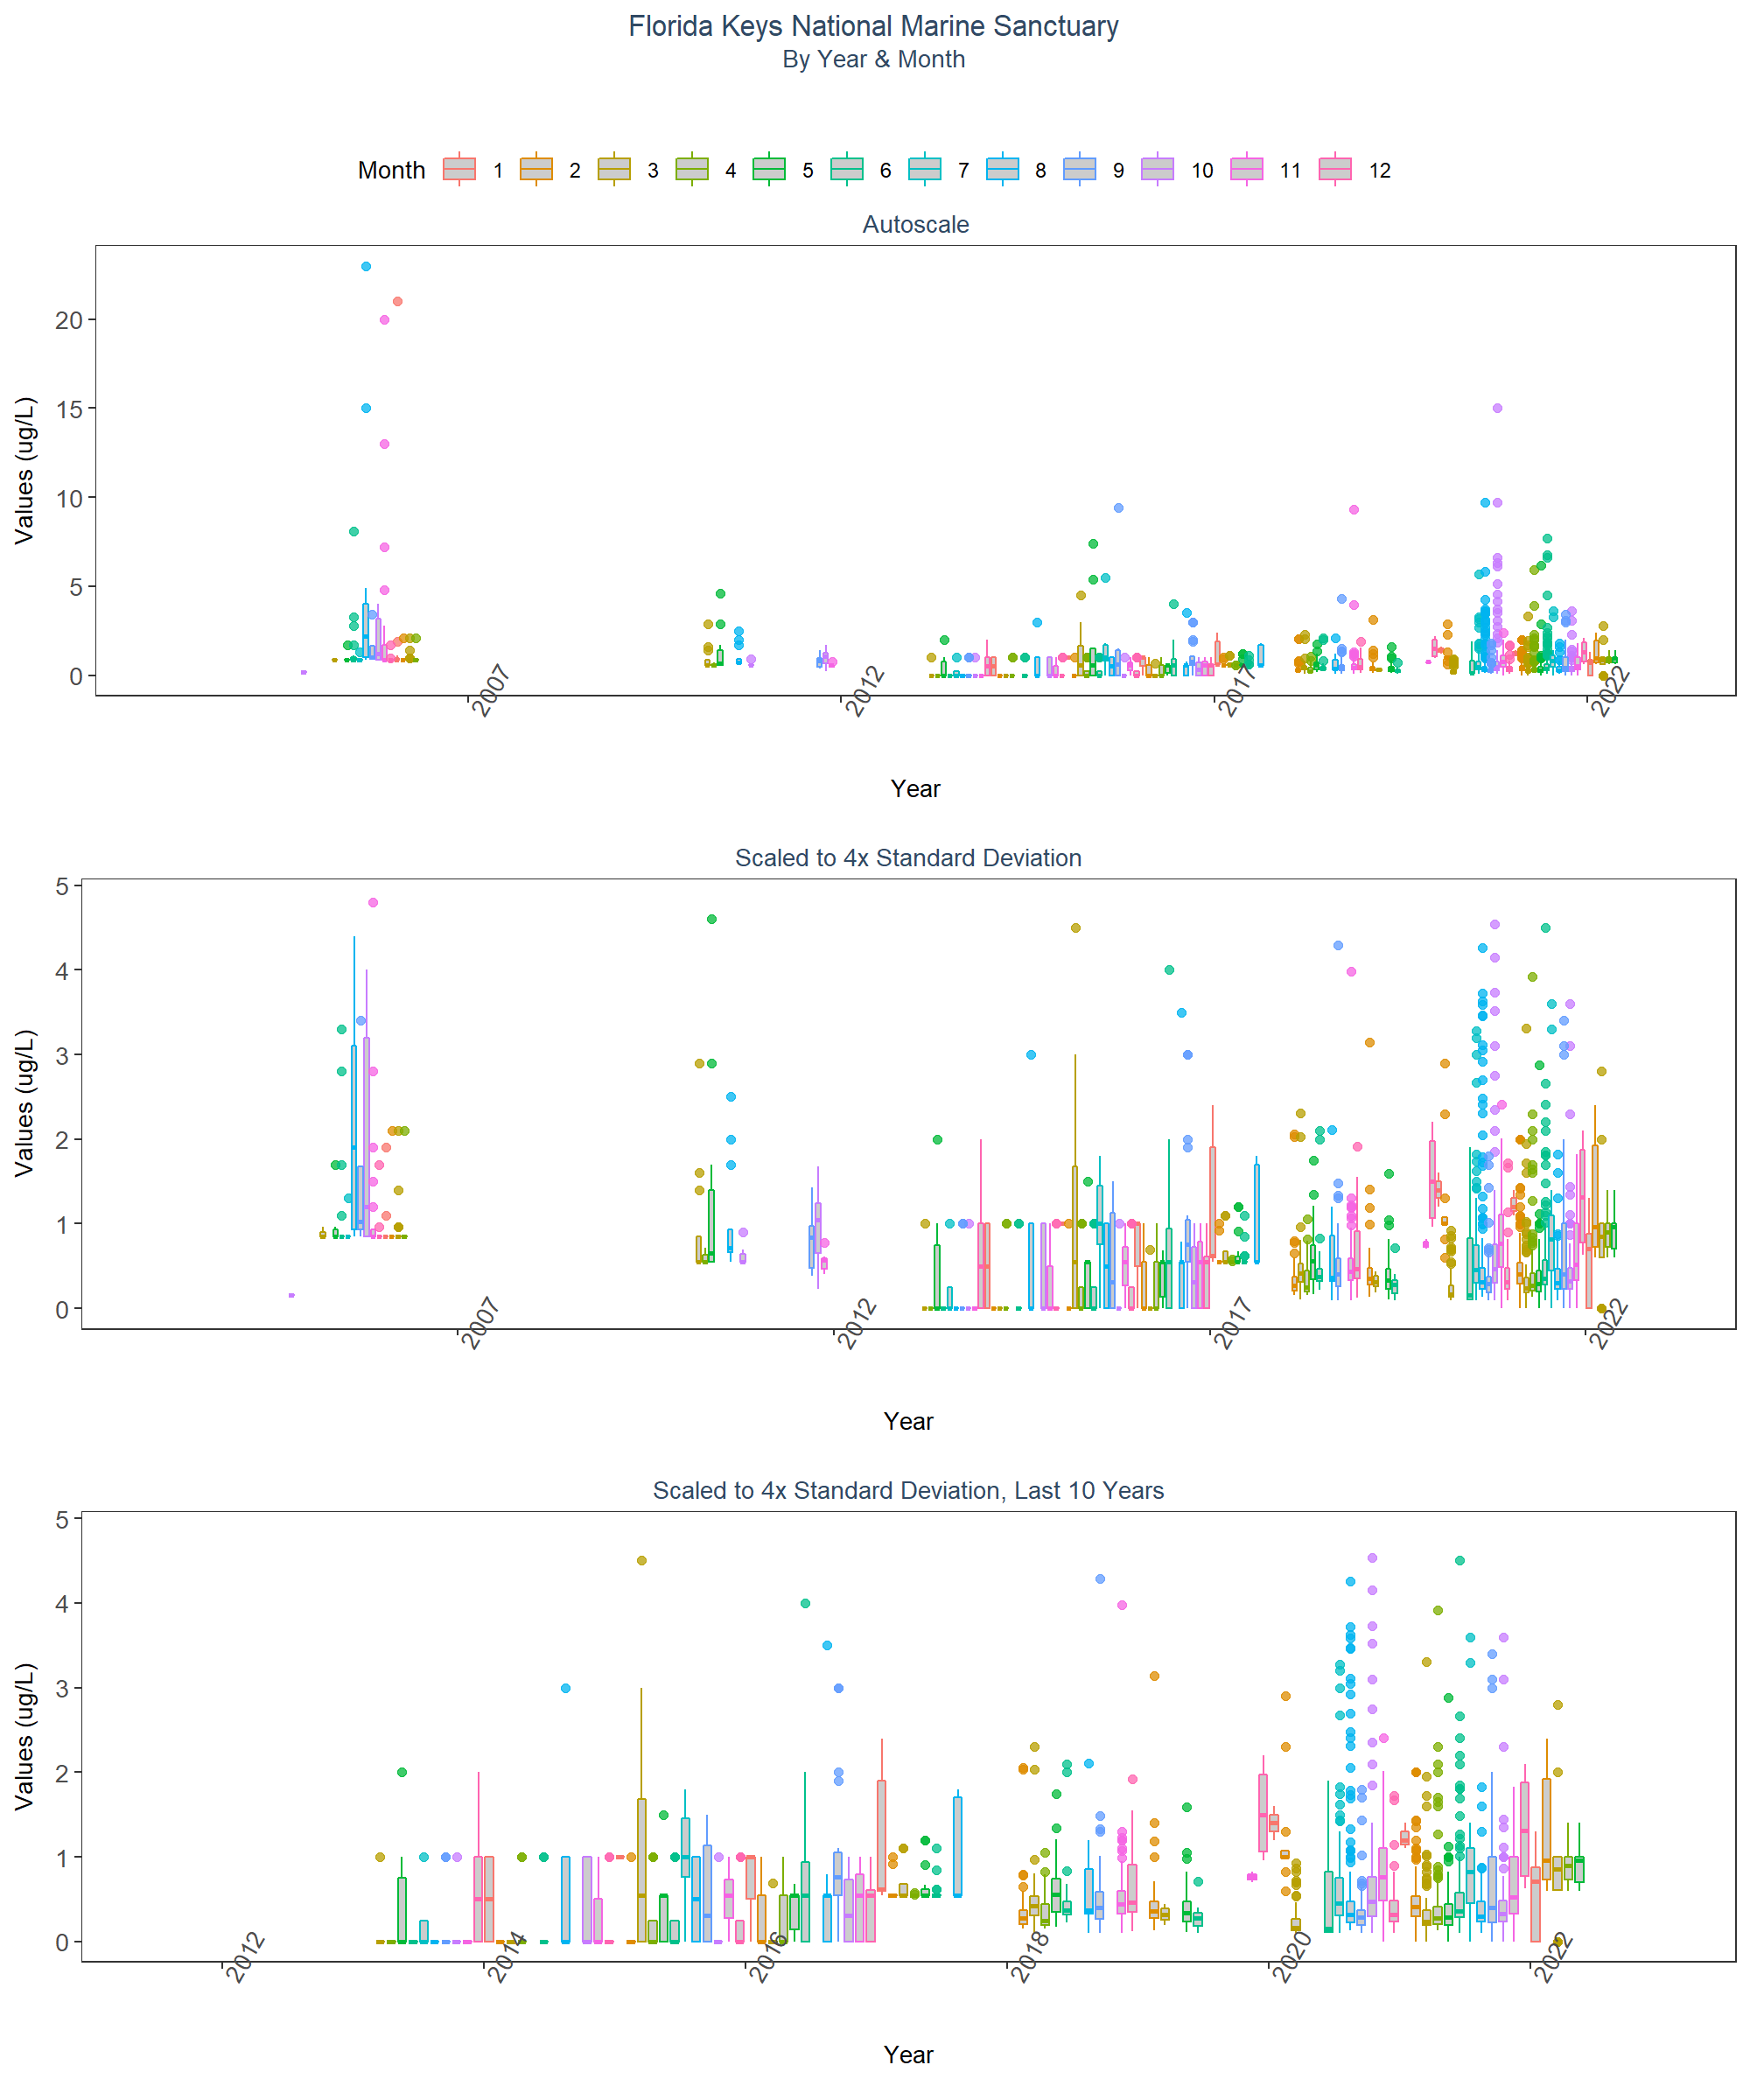 Florida Keys National Marine Sanctuary
By Year & Month
Month 1 2 3 4 5 6 7 8 9 10 11 12
Autoscale
Values (ug/L)
20
15
10
5
0
2007 2012 2017 2022
Year
Scaled to 4x Standard Deviation
Values (ug/L)
5
4
3
2
1
0
2007 2012 2017 2022
Year
Scaled to 4x Standard Deviation, Last 10 Years
Values (ug/L)
5
4
3
2
1
0
2012 2014 2016 2018 2020 2022
Year